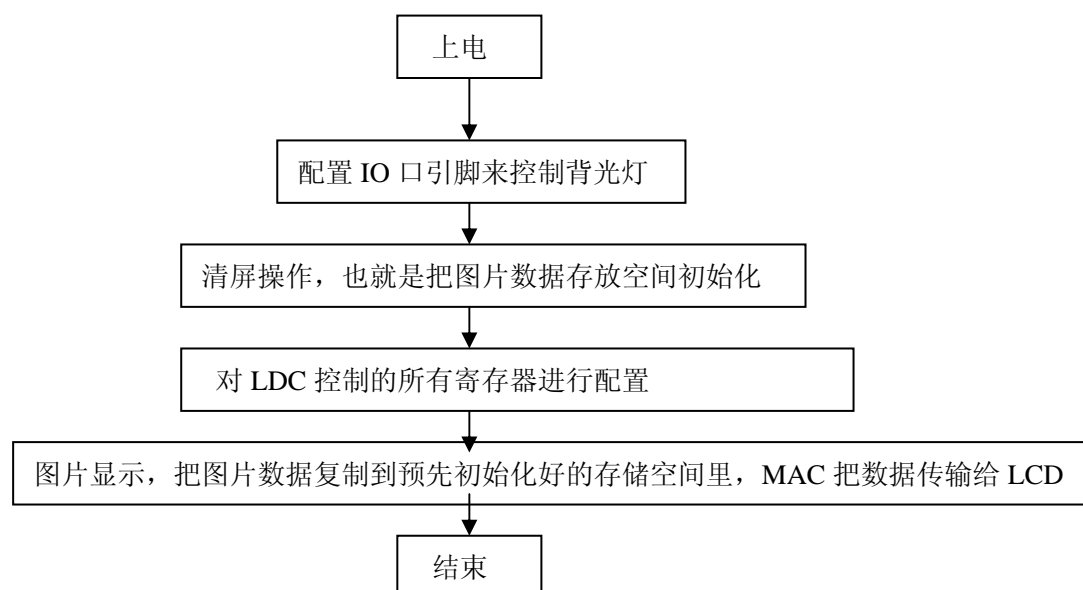 上电
配置 IO 口引脚来控制背光灯
清屏操作，也就是把图片数据存放空间初始化
对 LDC 控制的所有寄存器进行配置
图片显示，把图片数据复制到预先初始化好的存储空间里，MAC 把数据传输给 LCD
结束